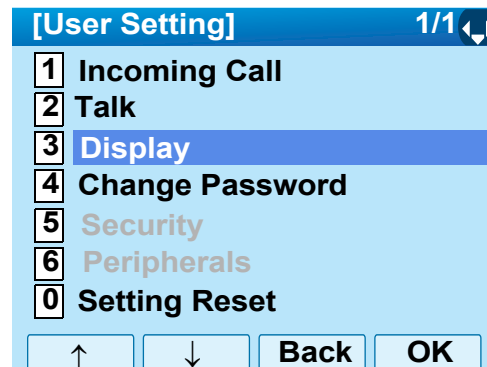 [User Setting] 1/1
1 Incoming Call
2 Talk
3 Display
4 Change Password
5 Security
6 Peripherals
0 Setting Reset
↑ ↓ Back OK